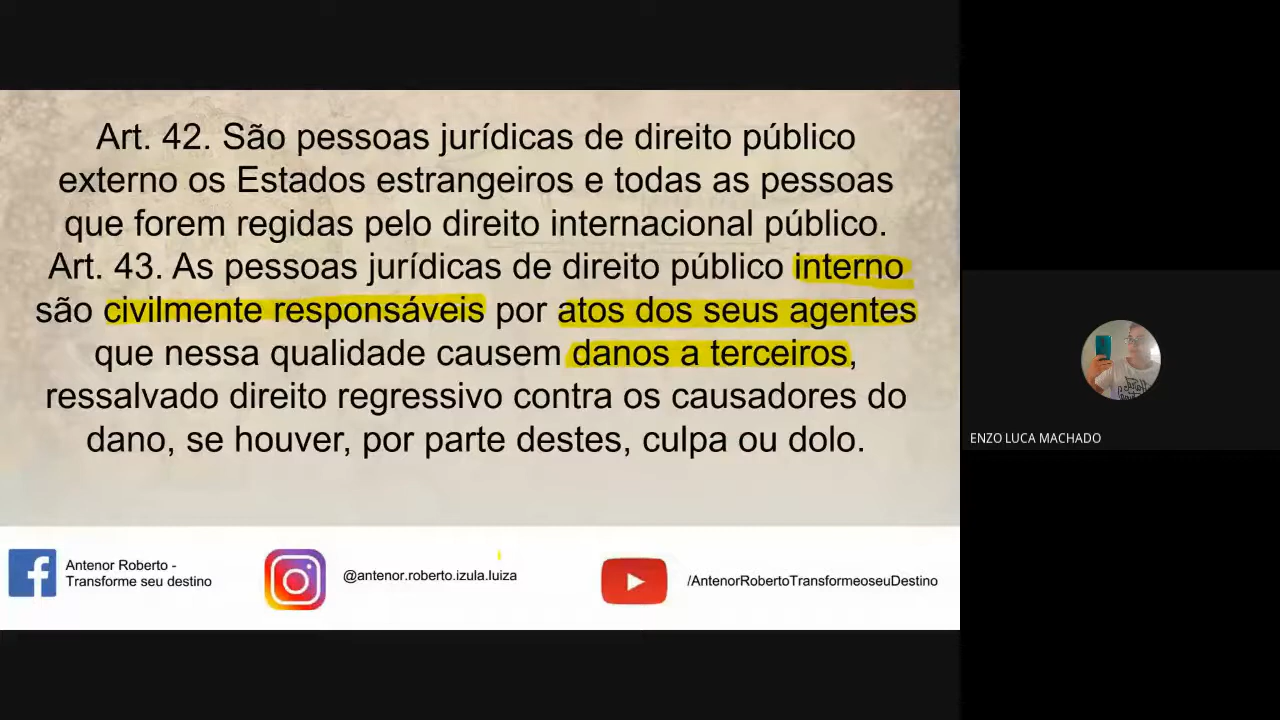 Art. 42. São pessoas jurídicas de direito público
externo os Estados estrangeiros e todas as pessoas
que forem regidas pelo direito internacional público.
Art. 43. As pessoas jurídicas de direito público interno
são civilmente responsáveis por atos dos seus agentes
que nessa qualidade causem danos a terceiros,
ressalvado direito regressivo contra os causadores do
dano, se houver, por parte destes, culpa ou dolo.
ENZO LUCA MACHADO
Antenor Roberto -
Transforme seu destino
@antenor.roberto.izula.luiza
/AntenorRobertoTransformeoseuDestino